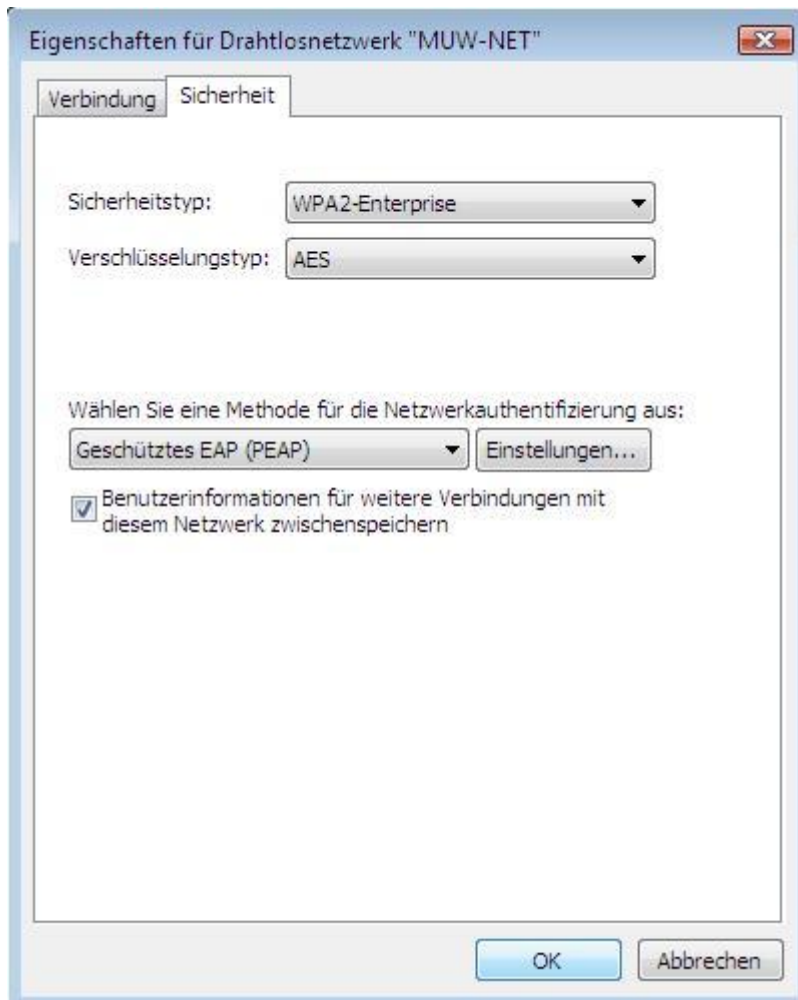 Eigenschaften für Drahtlosnetzwerk "MUW-NET"
Verbindung Sicherheit
Sicherheitstyp: WPA2-Enterprise
Verschlüsselungstyp: AES
Wählen Sie eine Methode für die Netzwerkauthentifizierung aus:
Geschütztes EAP (PEAP) Einstellungen...
Benutzerinformationen für weitere Verbindungen mit
diesem Netzwerk zwischenspeichern
OK Abbrechen